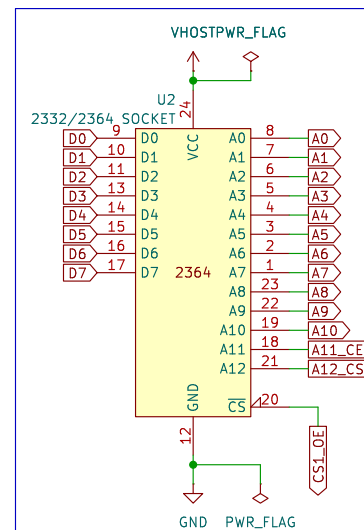 VHOSTPWR_FLAG
U2
2332/2364 SOCKET
24
VCC
D0 9 D0 A0 8 A0
D1 10 D1 A1 7 A1
D2 11 D2 A2 6 A2
D3 13 D3 A3 5 A3
D4 14 D4 A4 4 A4
D5 15 D5 A5 3 A5
D6 16 D6 A6 2 A6
D7 17 D7 2364 A7 1 A7
A8 23 A8
A9 22 A9
A10 19 A10
A11 18 A11_CE
A12 21 A12_CS
GND
CS 20
12
CS1_OE
GND PWR_FLAG